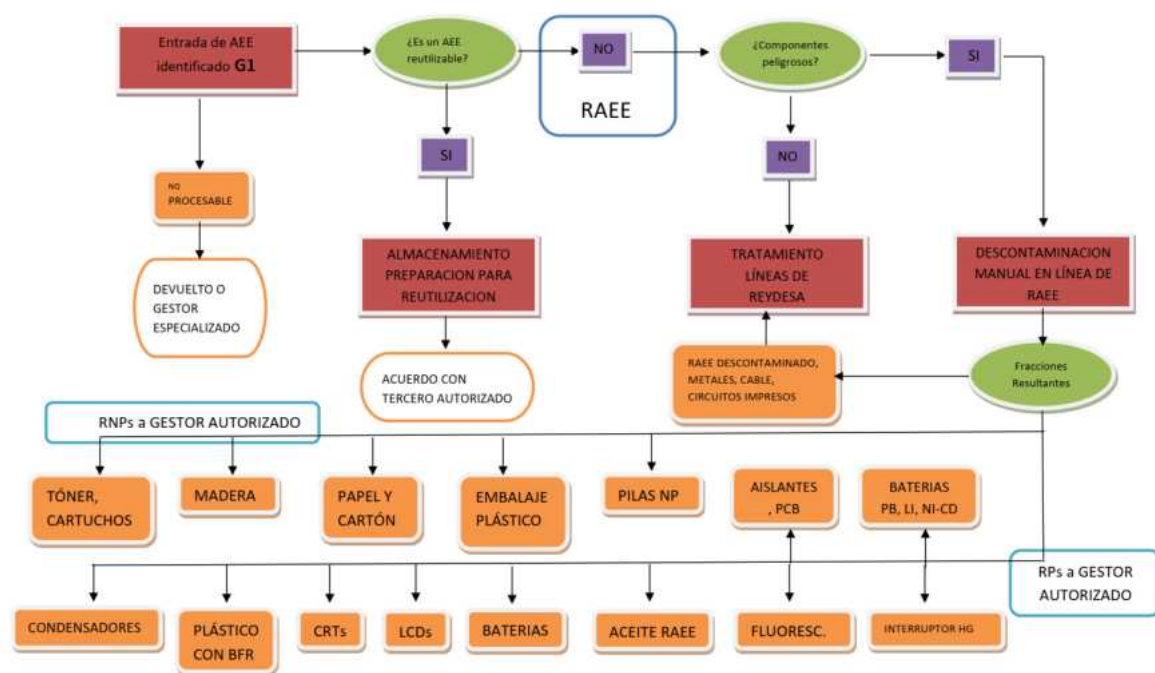 Entrada de AEE
identificado G1
¿Es un AEE
reutilizable?
NO
RAEE
¿Componentes
peligrosos?
SI
SI
NO
NO
PROCESABLE
DEVUELTO O
GESTOR
ESPECIALIZADO
ALMACENAMIENTO
PREPARACION PARA
REUTILIZACION
TRATAMIENTO
LÍNEAS DE
REYDESA
DESCONTAMINACION
MANUAL EN LÍNEA DE
RAEE
ACUERDO CON
TERCERO AUTORIZADO
RAEE DESCONTAMINADO,
METALES, CABLE,
CIRCUITOS IMPRESOS
Fracciones
Resultantes
RNPs a GESTOR AUTORIZADO
TÓNER,
CARTUCHOS
MADERA
PAPEL Y
CARTÓN
EMBALAJE
PLÁSTICO
PILAS NP
AISLANTES
, PCB
BATERIAS
PB, LI, NI-CD
RPs a GESTOR
AUTORIZADO
CONDENSADORES
PLÁSTICO
CON BFR
CRTs
LCDs
BATERIAS
ACEITE RAEE
FLUORESC.
INTERRUPTOR HG